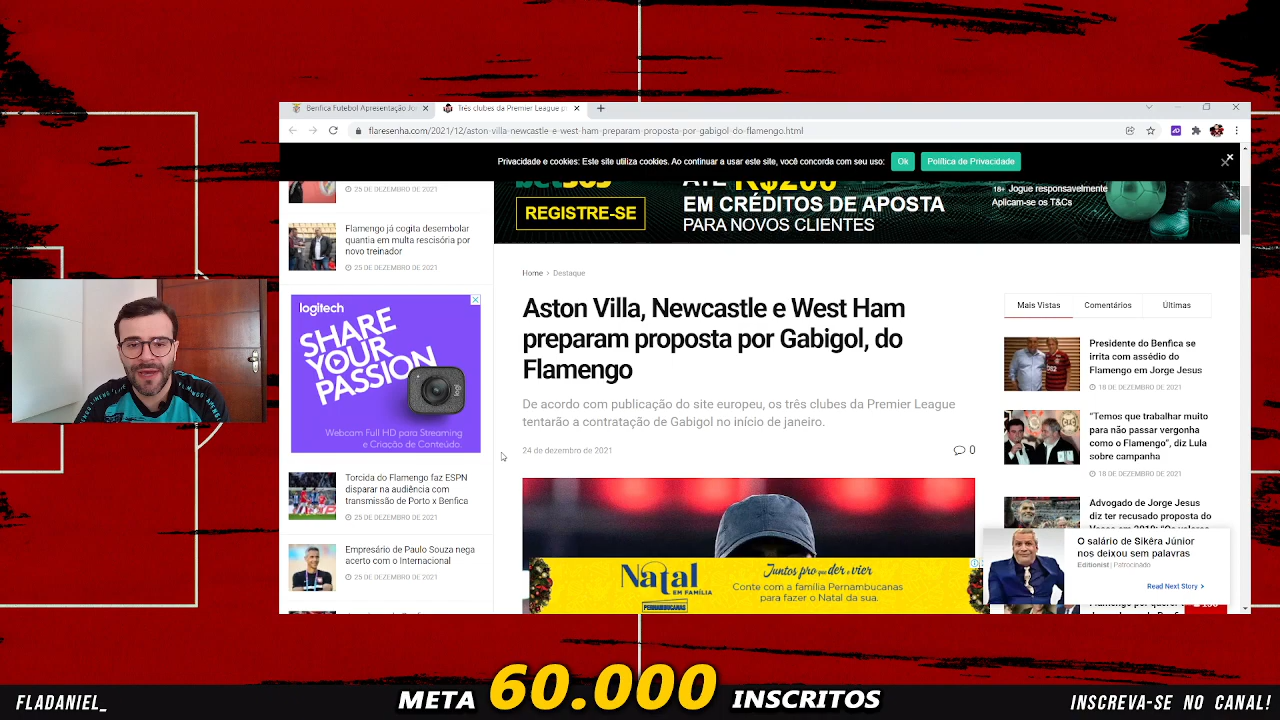 Benfica Futebol Apresentação Jo
Três clubes da Premier League p
flaresenha.com/2021/12/aston-villa-newcastle-e-west-ham-preparam-proposta-por-gabigol-do-flamengo.html
Privacidade e cookies: Este site utiliza cookies. Ao continuar a usar este site, você concorda com seu uso:
Ok
Política de Privacidade
bet365
REGISTRE-SE
ATÉ R$200
EM CRÉDITOS DE APOSTA
PARA NOVOS CLIENTES
18+ Jogue responsavelmente
Aplicam-se os T&Cs
25 DE DEZEMBRO DE 2021
Flamengo já cogita desembolar
quantia em multa rescisória por
novo treinador
25 DE DEZEMBRO DE 2021
logitech
SHARE
YOUR
PASSION
Webcam Full HD para Streaming
e Criação de Conteúdo.
Torcida do Flamengo faz ESPN
disparar na audiência com
transmissão de Porto x Benfica
25 DE DEZEMBRO DE 2021
Empresário de Paulo Souza nega
acerto com o Internacional
25 DE DEZEMBRO DE 2021
Home > Destaque
Aston Villa, Newcastle e West Ham
preparam proposta por Gabigol, do
Flamengo
De acordo com publicação do site europeu, os três clubes da Premier League
tentarão a contratação de Gabigol no início de janeiro.
24 de dezembro de 2021
0
Natal
EM FAMÍLIA
PERNAMBUCANAS
Juntos pro que der e vier
Conte com a família Pernambucanas
para fazer o Natal da sua.
Mais Vistas
Comentários
Últimas
Presidente do Benfica se
irrita com assédio do
Flamengo em Jorge Jesus
18 DE DEZEMBRO DE 2021
“Temos que trabalhar muito
para não passar vergonha
como o Flamengo”, diz Lula
sobre campanha
18 DE DEZEMBRO DE 2021
Advogado de Jorge Jesus
diz ter recusado proposta do
O salário de Sikêra Júnior
nos deixou sem palavras
Editionist | Patrocinado
Read Next Story >
FLADANIEL_
META 60.000 INSCRITOS
INSCREVA-SE NO CANAL!